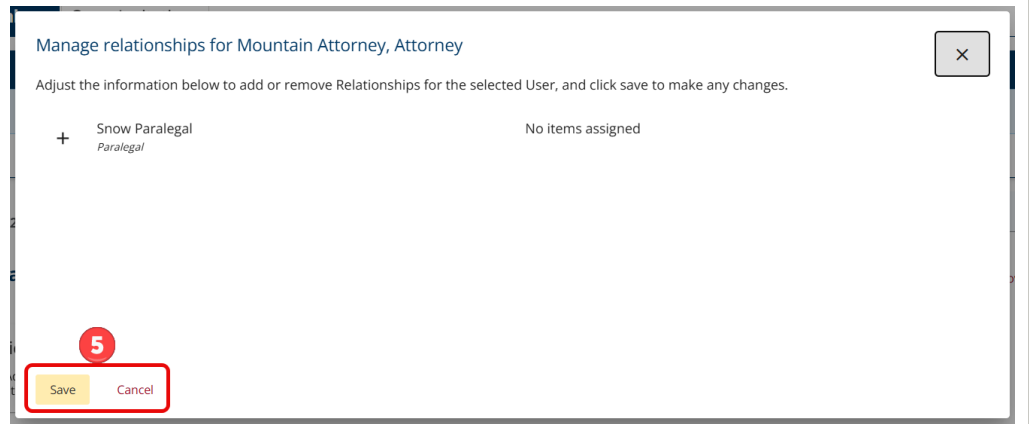 Manage relationships for Mountain Attorney, Attorney
×
Adjust the information below to add or remove Relationships for the selected User, and click save to make any changes.
+ Snow Paralegal
Paralegal
No items assigned
5
Save Cancel